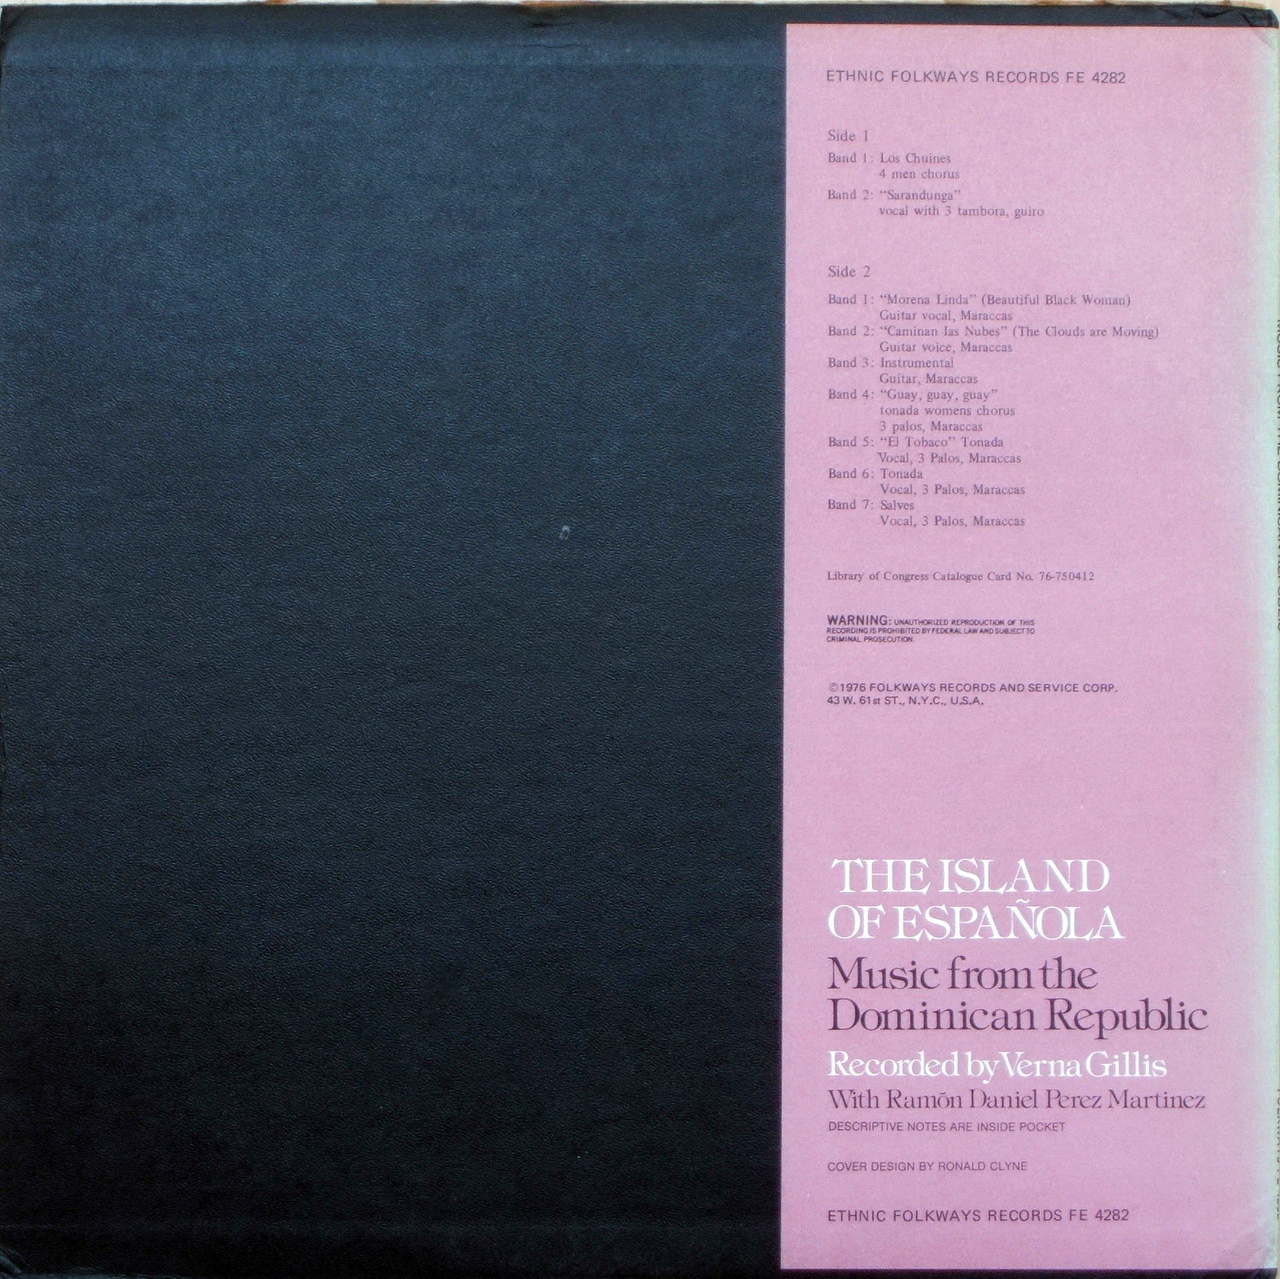 ETHNIC FOLKWAYS RECORDS FE 4282
Side 1
Band 1: Los Chuines
4 men chorus
Band 2: "Sarandunga"
vocal with 3 tambora, guiro
Side 2
Band 1: "Morena Linda" (Beautiful Black Woman)
Guitar vocal, Maraccas
Band 2: "Caminan las Nubes" (The Clouds are Moving)
Guitar voice, Maraccas
Band 3: Instrumental
Guitar, Maraccas
Band 4: "Guay, guay, guay"
tonada womens chorus
3 palos, Maraccas
Band 5: "El Tobaco" Tonada
Vocal, 3 Palos, Maraccas
Band 6: Tonada
Vocal, 3 Palos, Maraccas
Band 7: Salves
Vocal, 3 Palos, Maraccas
Library of Congress Catalogue Card No. 76-750412
WARNING: UNAUTHORIZED REPRODUCTION OF THIS
RECORDING IS PROHIBITED BY FEDERAL LAW AND SUBJECT TO
CRIMINAL PROSECUTION.
©1976 FOLKWAYS RECORDS AND SERVICE CORP.
43 W. 61st ST., N.Y.C., U.S.A.
THE ISLAND
OF ESPAÑOLA
Music from the
Dominican Republic
Recorded by Verna Gillis
With Ramōn Daniel Perez Martinez
DESCRIPTIVE NOTES ARE INSIDE POCKET
COVER DESIGN BY RONALD CLYNE
ETHNIC FOLKWAYS RECORDS FE 4282